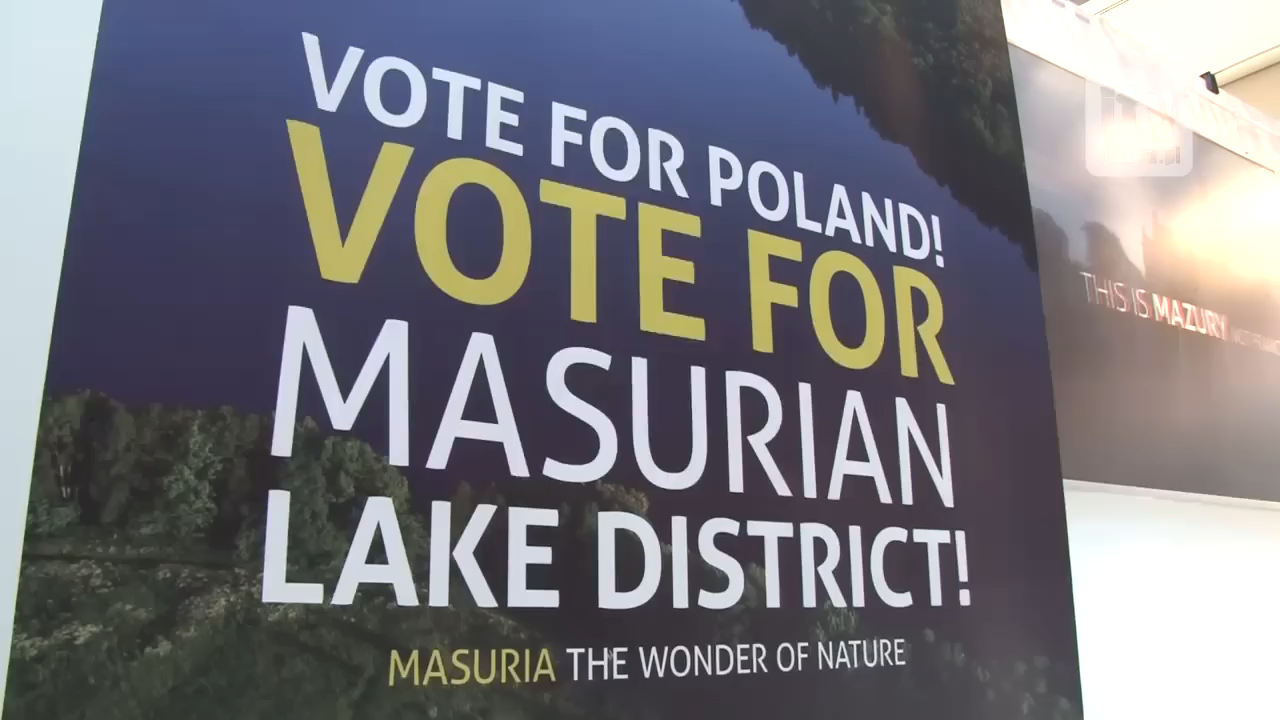 VOTE FOR POLAND!
VOTE FOR
MASURIAN
LAKE DISTRICT!
MASURIA THE WONDER OF NATURE
THIS IS MAZURY